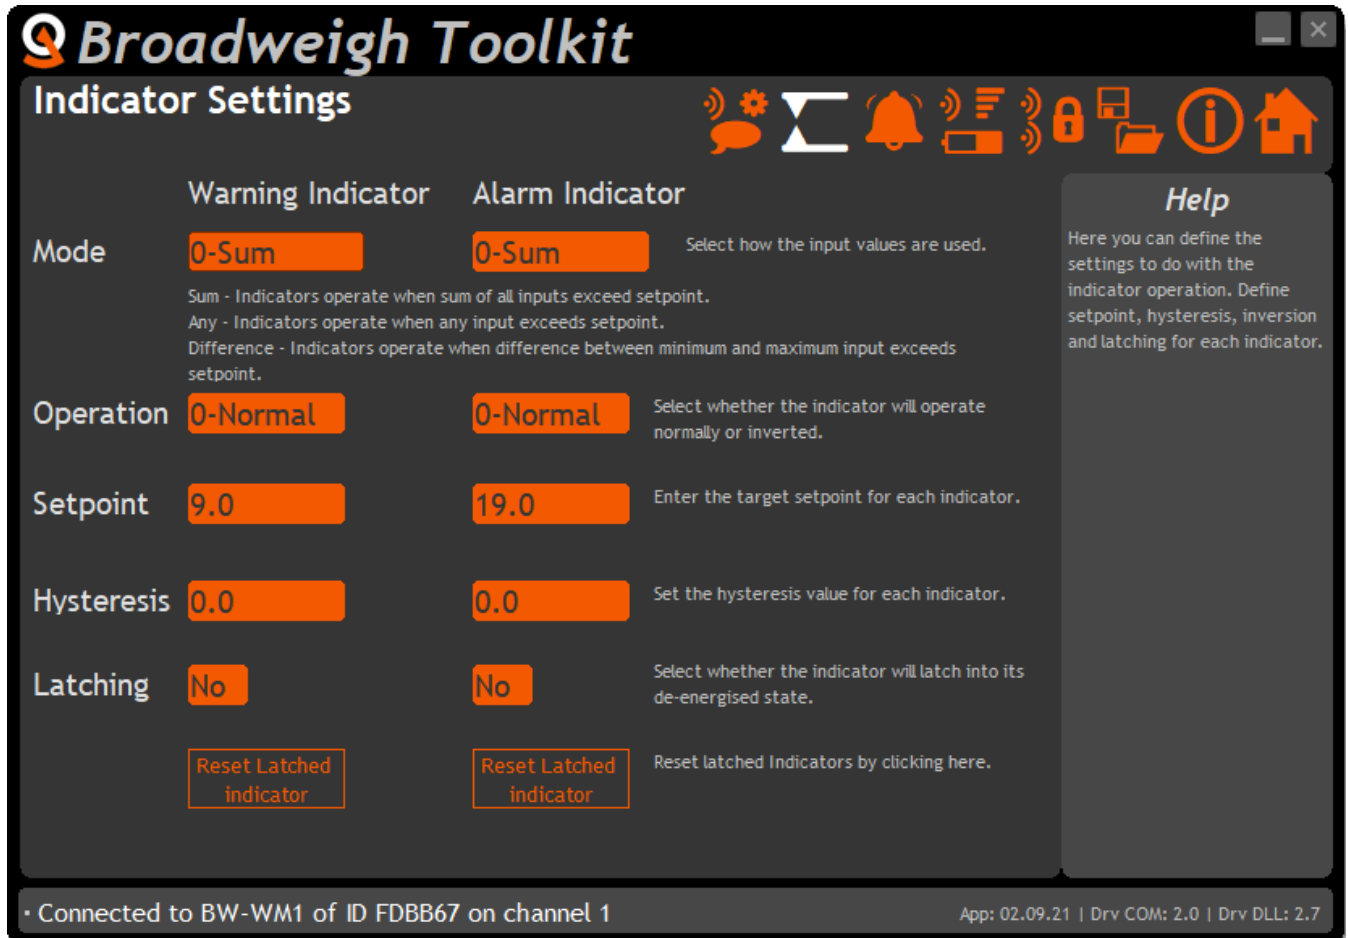 Broadweigh Toolkit
Indicator Settings
Warning Indicator
Alarm Indicator
Mode
0-Sum
0-Sum
Select how the input values are used.
Sum - Indicators operate when sum of all inputs exceed setpoint.
Any - Indicators operate when any input exceeds setpoint.
Difference - Indicators operate when difference between minimum and maximum input exceeds
setpoint.
Operation
0-Normal
0-Normal
Select whether the indicator will operate
normally or inverted.
Setpoint
9.0
19.0
Enter the target setpoint for each indicator.
Hysteresis
0.0
0.0
Set the hysteresis value for each indicator.
Latching
No
No
Select whether the indicator will latch into its
de-energised state.
Reset Latched
indicator
Reset Latched
indicator
Reset latched Indicators by clicking here.
Help
Here you can define the
settings to do with the
indicator operation. Define
setpoint, hysteresis, inversion
and latching for each indicator.
Connected to BW-WM1 of ID FDBB67 on channel 1
App: 02.09.21 | Drv COM: 2.0 | Drv DLL: 2.7